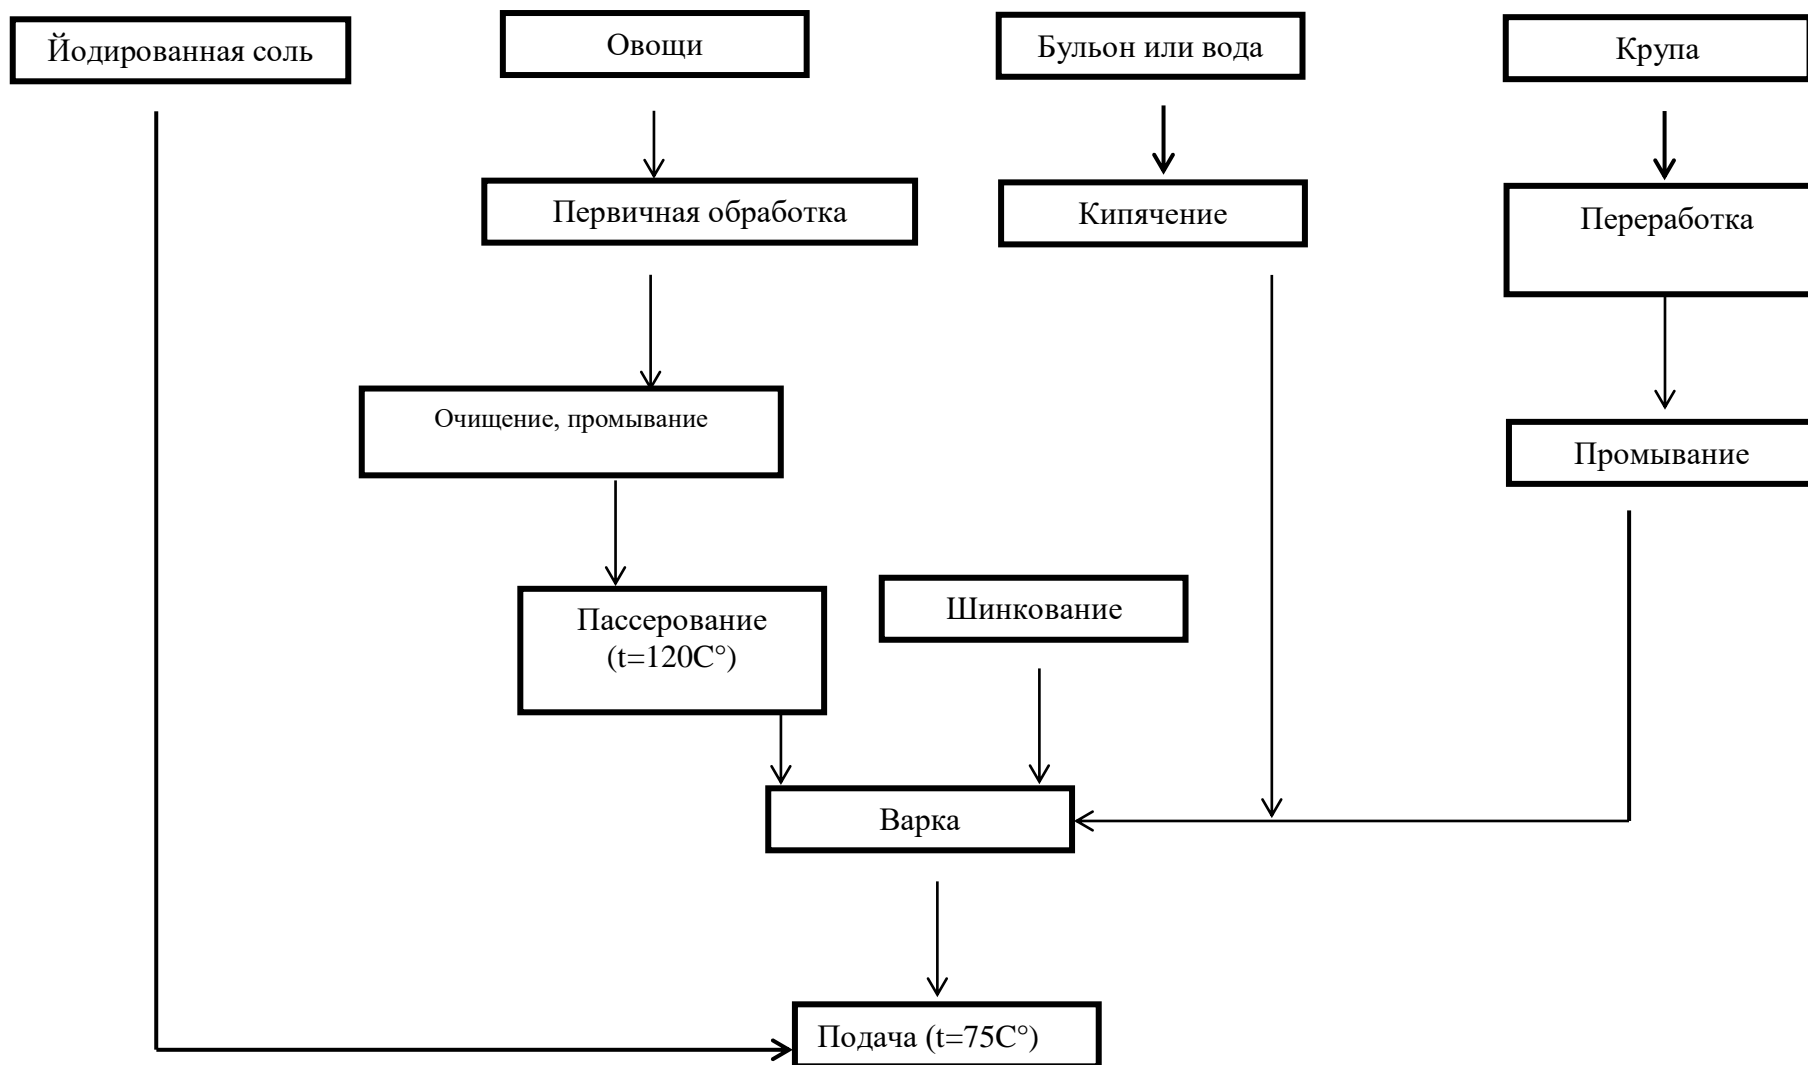 Йодированная соль
Овощи
Бульон или вода
Крупа
Первичная обработка
Кипячение
Переработка
Очищение, промывание
Промывание
Пассерование
(t=120C°)
Шинкование
Варка
Подача (t=75C°)